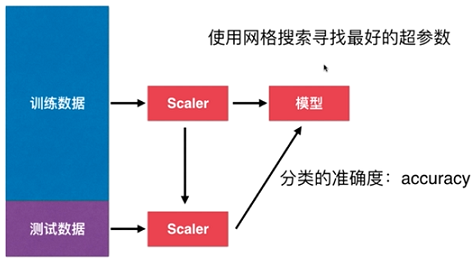 使用网格搜索寻找最好的超参数
训练数据
Scaler
模型
分类的准确度：accuracy
测试数据
Scaler